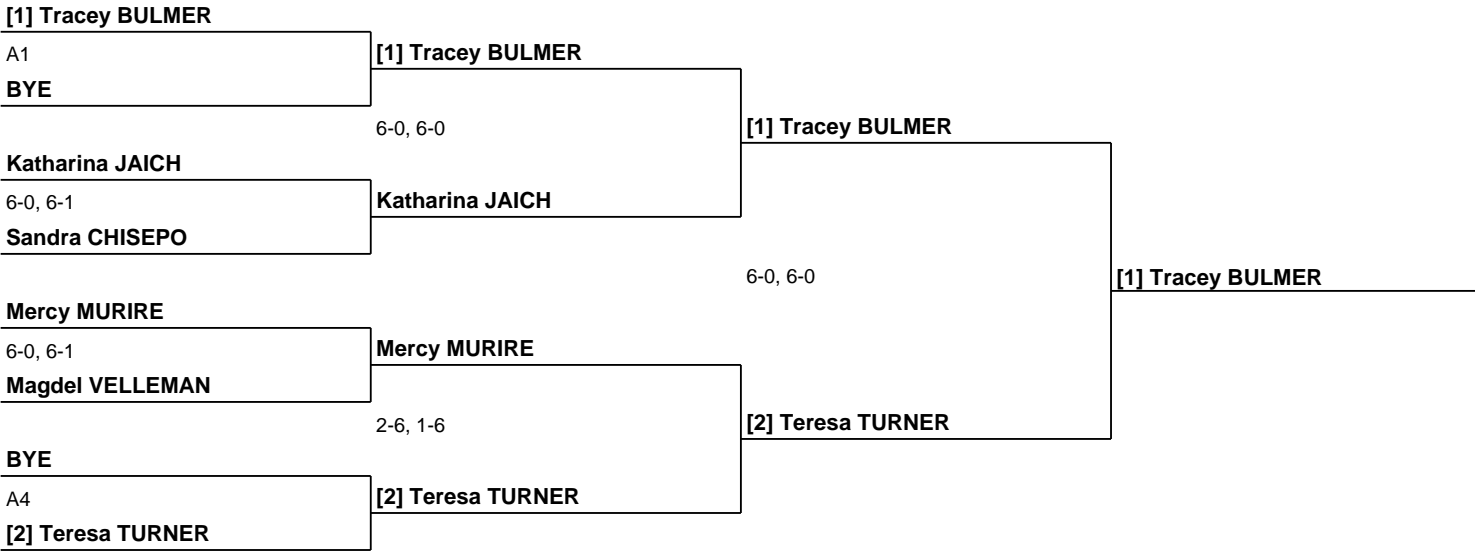 [1] Tracey BULMER
A1
[1] Tracey BULMER
BYE
6-0, 6-0
[1] Tracey BULMER
Katharina JAICH
6-0, 6-1
Katharina JAICH
Sandra CHISEPO
6-0, 6-0
[1] Tracey BULMER
Mercy MURIRE
6-0, 6-1
Mercy MURIRE
Magdel VELLEMAN
2-6, 1-6
[2] Teresa TURNER
BYE
A4
[2] Teresa TURNER
[2] Teresa TURNER